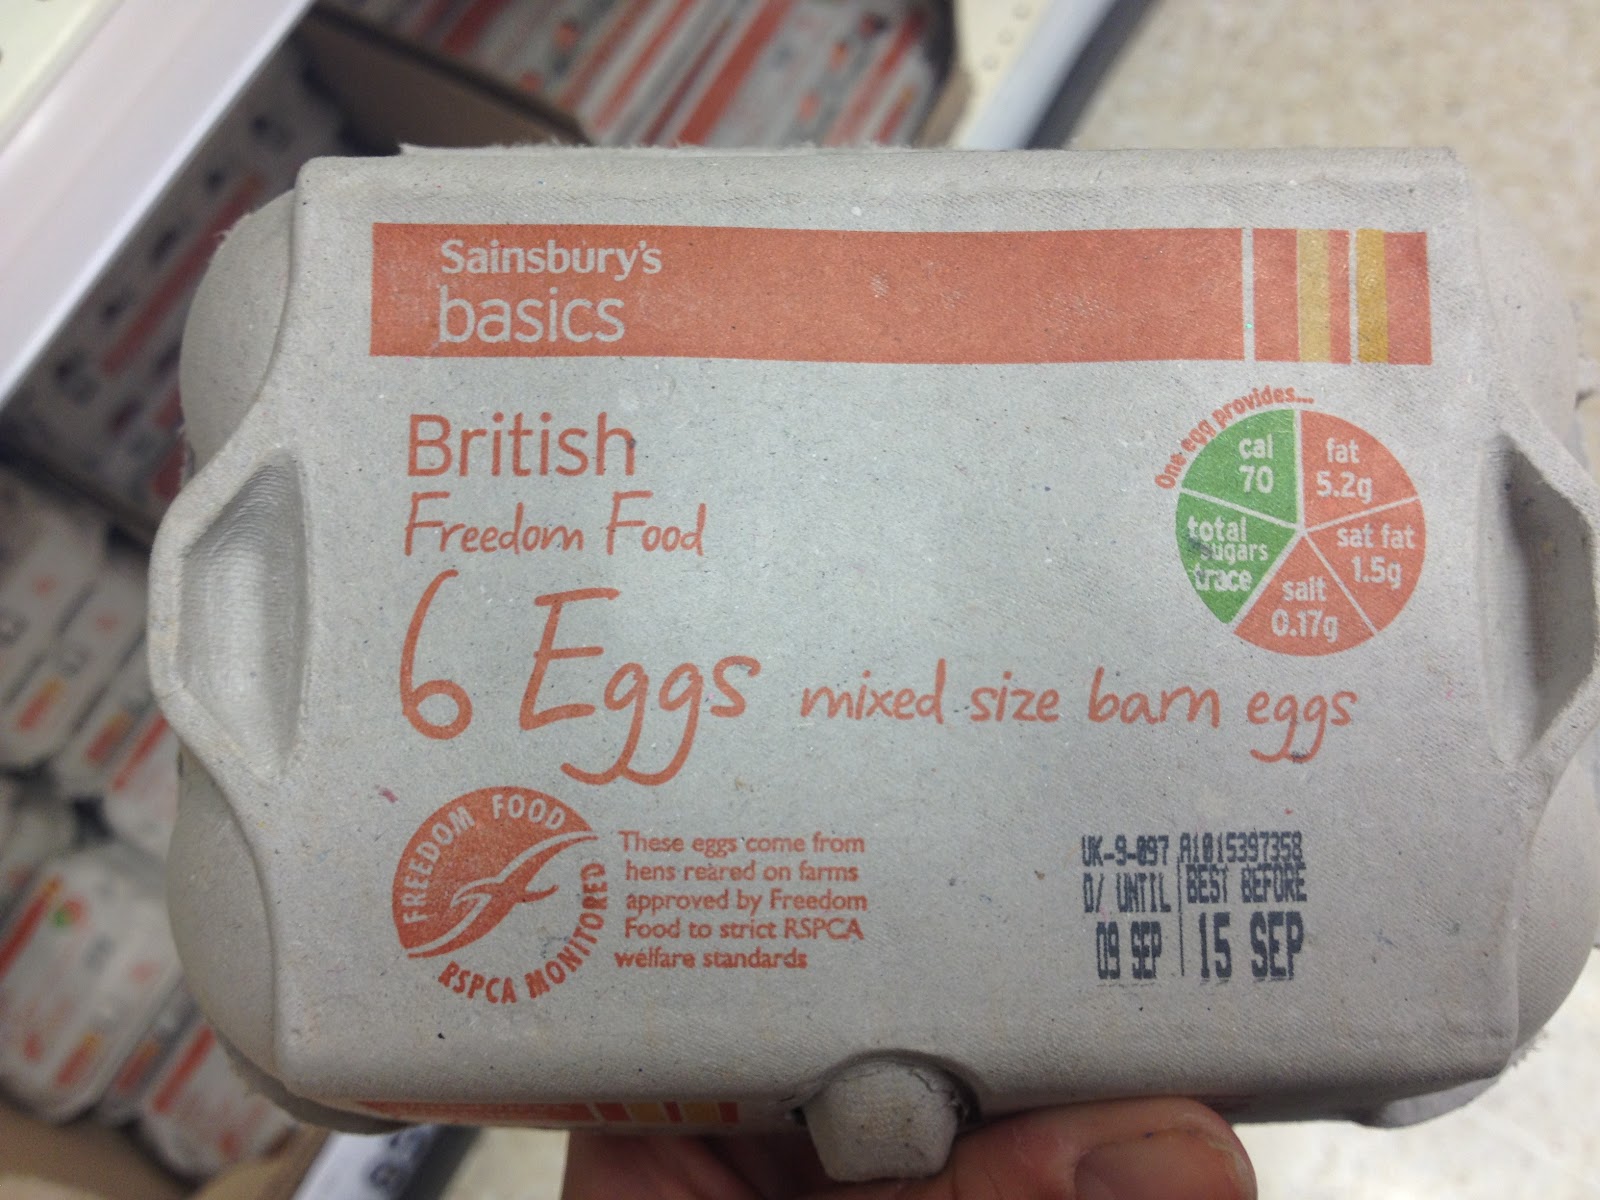 Sainsbury's
basics
British
Freedom Food
6 Eggs mixed size barn eggs
One egg provides...
cal
70
fat
5.2g
sat fat
1.5g
salt
0.17g
total
sugars
trace
FREEDOM FOOD
RSPCA MONITORED
These eggs come from
hens reared on farms
approved by Freedom
Food to strict RSPCA
welfare standards
UK-9-097 A1015397358
D/ UNTIL BEST BEFORE
09 SEP 15 SEP